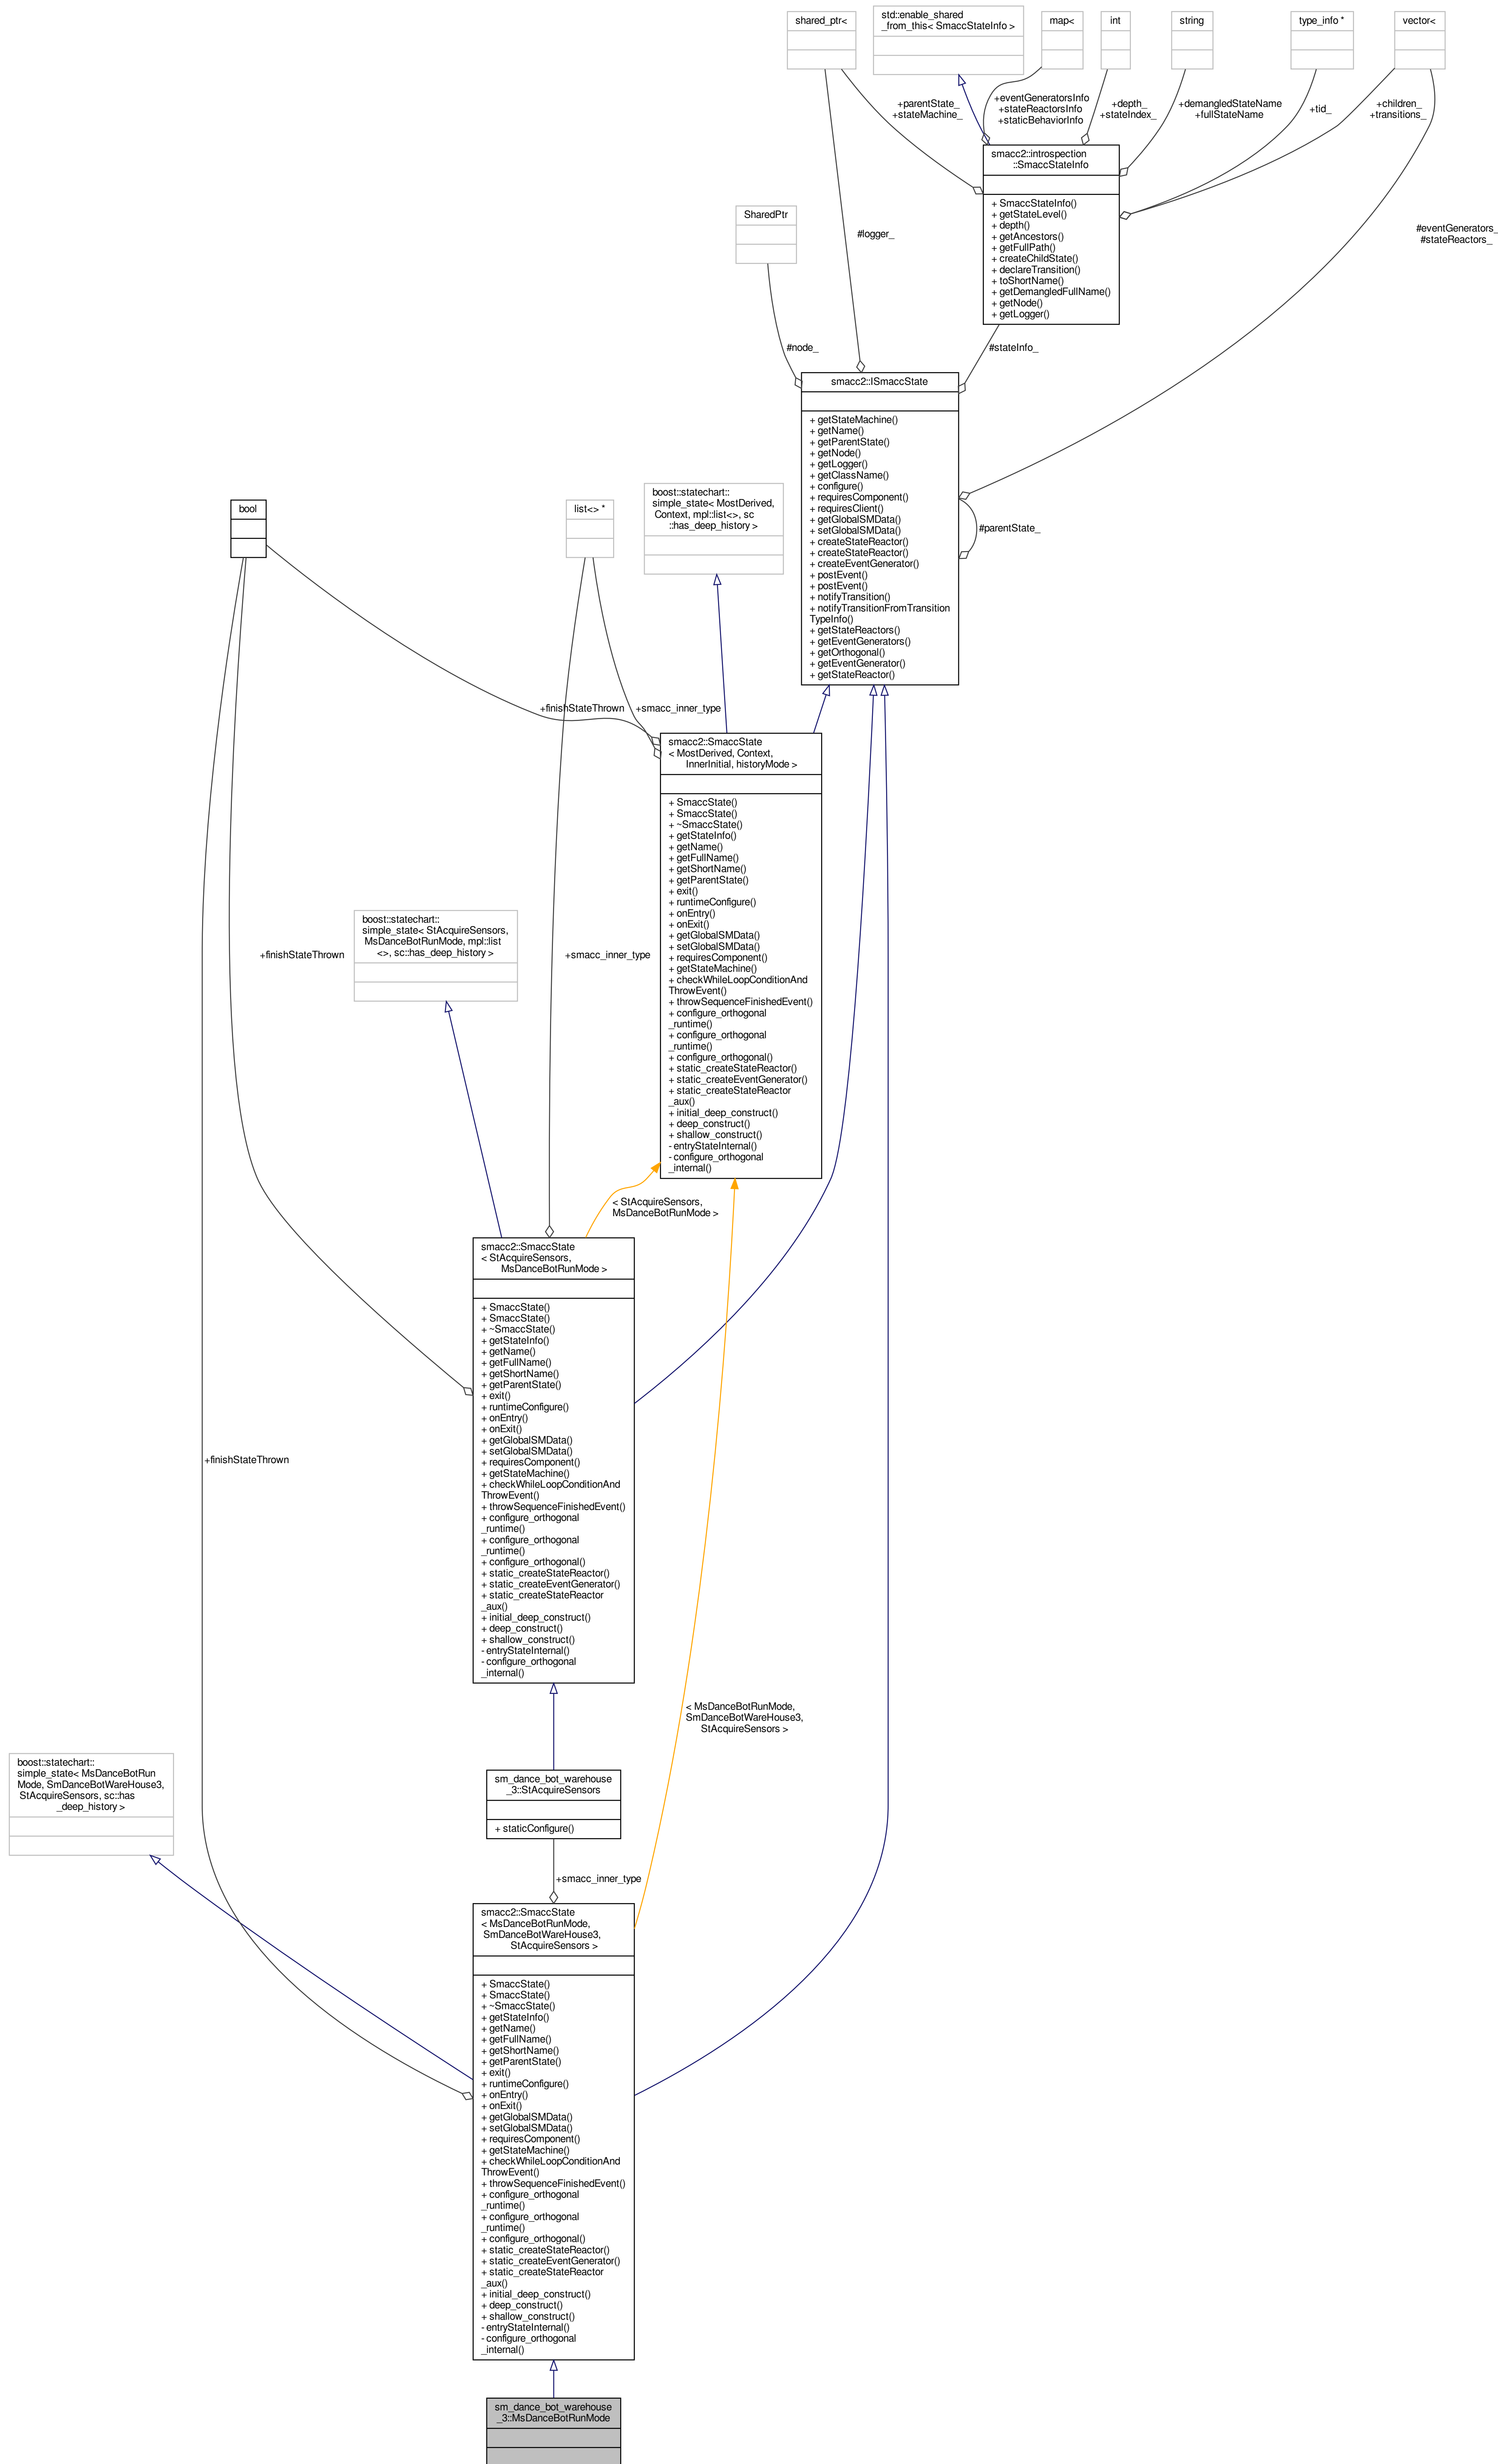 shared_ptr<
std::enable_shared
_from_this< SmaccStateInfo >
map<
int
string
type_info *
vector<
+parentState_
+stateMachine_
+eventGeneratorsInfo
+stateReactorsInfo
+staticBehaviorInfo
+depth_
+stateIndex_
+demangledStateName
+fullStateName
+tid_
+children_
+transitions_
smacc2::introspection
::SmaccStateInfo
+ SmaccStateInfo()
+ getStateLevel()
+ depth()
+ getAncestors()
+ getFullPath()
+ createChildState()
+ declareTransition()
+ toShortName()
+ getDemangledFullName()
+ getNode()
+ getLogger()
SharedPtr
#logger_
#eventGenerators_
#stateReactors_
#node_
#stateInfo_
smacc2::ISmaccState
+ getStateMachine()
+ getName()
+ getParentState()
+ getNode()
+ getLogger()
+ getClassName()
+ configure()
+ requiresComponent()
+ requiresClient()
+ getGlobalSMData()
+ setGlobalSMData()
+ createStateReactor()
+ createStateReactor()
+ createEventGenerator()
+ postEvent()
+ postEvent()
+ notifyTransition()
+ notifyTransitionFromTransition
TypeInfo()
+ getStateReactors()
+ getEventGenerators()
+ getOrthogonal()
+ getEventGenerator()
+ getStateReactor()
#parentState_
bool
list<> *
boost::statechart::
simple_state< MostDerived,
Context, mpl::list<>, sc
::has_deep_history >
+finishStateThrown
+smacc_inner_type
smacc2::SmaccState
< MostDerived, Context,
InnerInitial, historyMode >
+ SmaccState()
+ SmaccState()
+ ~SmaccState()
+ getStateInfo()
+ getName()
+ getFullName()
+ getShortName()
+ getParentState()
+ exit()
+ runtimeConfigure()
+ onEntry()
+ onExit()
+ getGlobalSMData()
+ setGlobalSMData()
+ requiresComponent()
+ getStateMachine()
+ checkWhileLoopConditionAnd
ThrowEvent()
+ throwSequenceFinishedEvent()
+ configure_orthogonal
_runtime()
+ configure_orthogonal
_runtime()
+ configure_orthogonal()
+ static_createStateReactor()
+ static_createEventGenerator()
+ static_createStateReactor
_aux()
+ initial_deep_construct()
+ deep_construct()
+ shallow_construct()
- entryStateInternal()
- configure_orthogonal
_internal()
boost::statechart::
simple_state< StAcquireSensors,
MsDanceBotRunMode, mpl::list
<>, sc::has_deep_history >
+finishStateThrown
+smacc_inner_type
< StAcquireSensors,
MsDanceBotRunMode >
smacc2::SmaccState
< StAcquireSensors,
MsDanceBotRunMode >
+ SmaccState()
+ SmaccState()
+ ~SmaccState()
+ getStateInfo()
+ getName()
+ getFullName()
+ getShortName()
+ getParentState()
+ exit()
+ runtimeConfigure()
+ onEntry()
+ onExit()
+ getGlobalSMData()
+ setGlobalSMData()
+ requiresComponent()
+ getStateMachine()
+ checkWhileLoopConditionAnd
ThrowEvent()
+ throwSequenceFinishedEvent()
+ configure_orthogonal
_runtime()
+ configure_orthogonal
_runtime()
+ configure_orthogonal()
+ static_createStateReactor()
+ static_createEventGenerator()
+ static_createStateReactor
_aux()
+ initial_deep_construct()
+ deep_construct()
+ shallow_construct()
- entryStateInternal()
- configure_orthogonal
_internal()
+finishStateThrown
< MsDanceBotRunMode,
SmDanceBotWareHouse3,
StAcquireSensors >
boost::statechart::
simple_state< MsDanceBotRun
Mode, SmDanceBotWareHouse3,
StAcquireSensors, sc::has
_deep_history >
sm_dance_bot_warehouse
_3::StAcquireSensors
+ staticConfigure()
+smacc_inner_type
smacc2::SmaccState
< MsDanceBotRunMode,
SmDanceBotWareHouse3,
StAcquireSensors >
+ SmaccState()
+ SmaccState()
+ ~SmaccState()
+ getStateInfo()
+ getName()
+ getFullName()
+ getShortName()
+ getParentState()
+ exit()
+ runtimeConfigure()
+ onEntry()
+ onExit()
+ getGlobalSMData()
+ setGlobalSMData()
+ requiresComponent()
+ getStateMachine()
+ checkWhileLoopConditionAnd
ThrowEvent()
+ throwSequenceFinishedEvent()
+ configure_orthogonal
_runtime()
+ configure_orthogonal
_runtime()
+ configure_orthogonal()
+ static_createStateReactor()
+ static_createEventGenerator()
+ static_createStateReactor
_aux()
+ initial_deep_construct()
+ deep_construct()
+ shallow_construct()
- entryStateInternal()
- configure_orthogonal
_internal()
sm_dance_bot_warehouse
_3::MsDanceBotRunMode